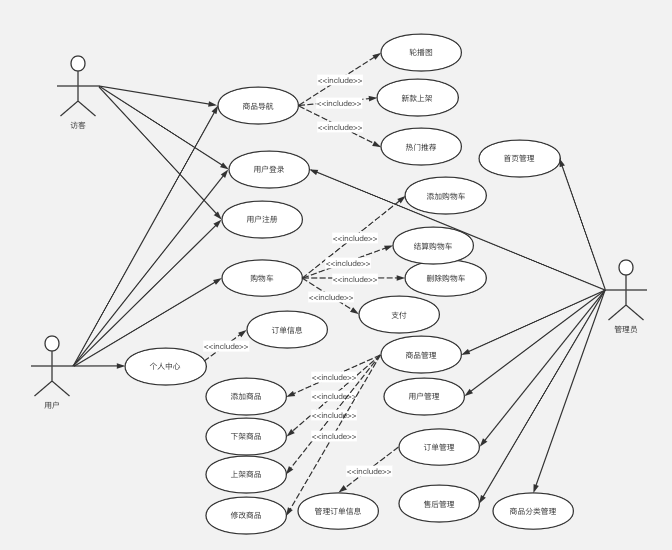 轮播图
<<include>>
新款上架
商品导航
<<include>>
访客
<<include>>
热门推荐
首页管理
用户登录
添加购物车
用户注册
<<include>>
结算购物车
<<include>>
购物车
<<include>>
删除购物车
<<include>>
支付
订单信息
管理员
<<include>>
商品管理
个人中心
<<include>>
用户
添加商品
<<include>>
用户管理
<<include>>
下架商品
<<include>>
订单管理
上架商品
<<include>>
修改商品
管理订单信息
售后管理
商品分类管理